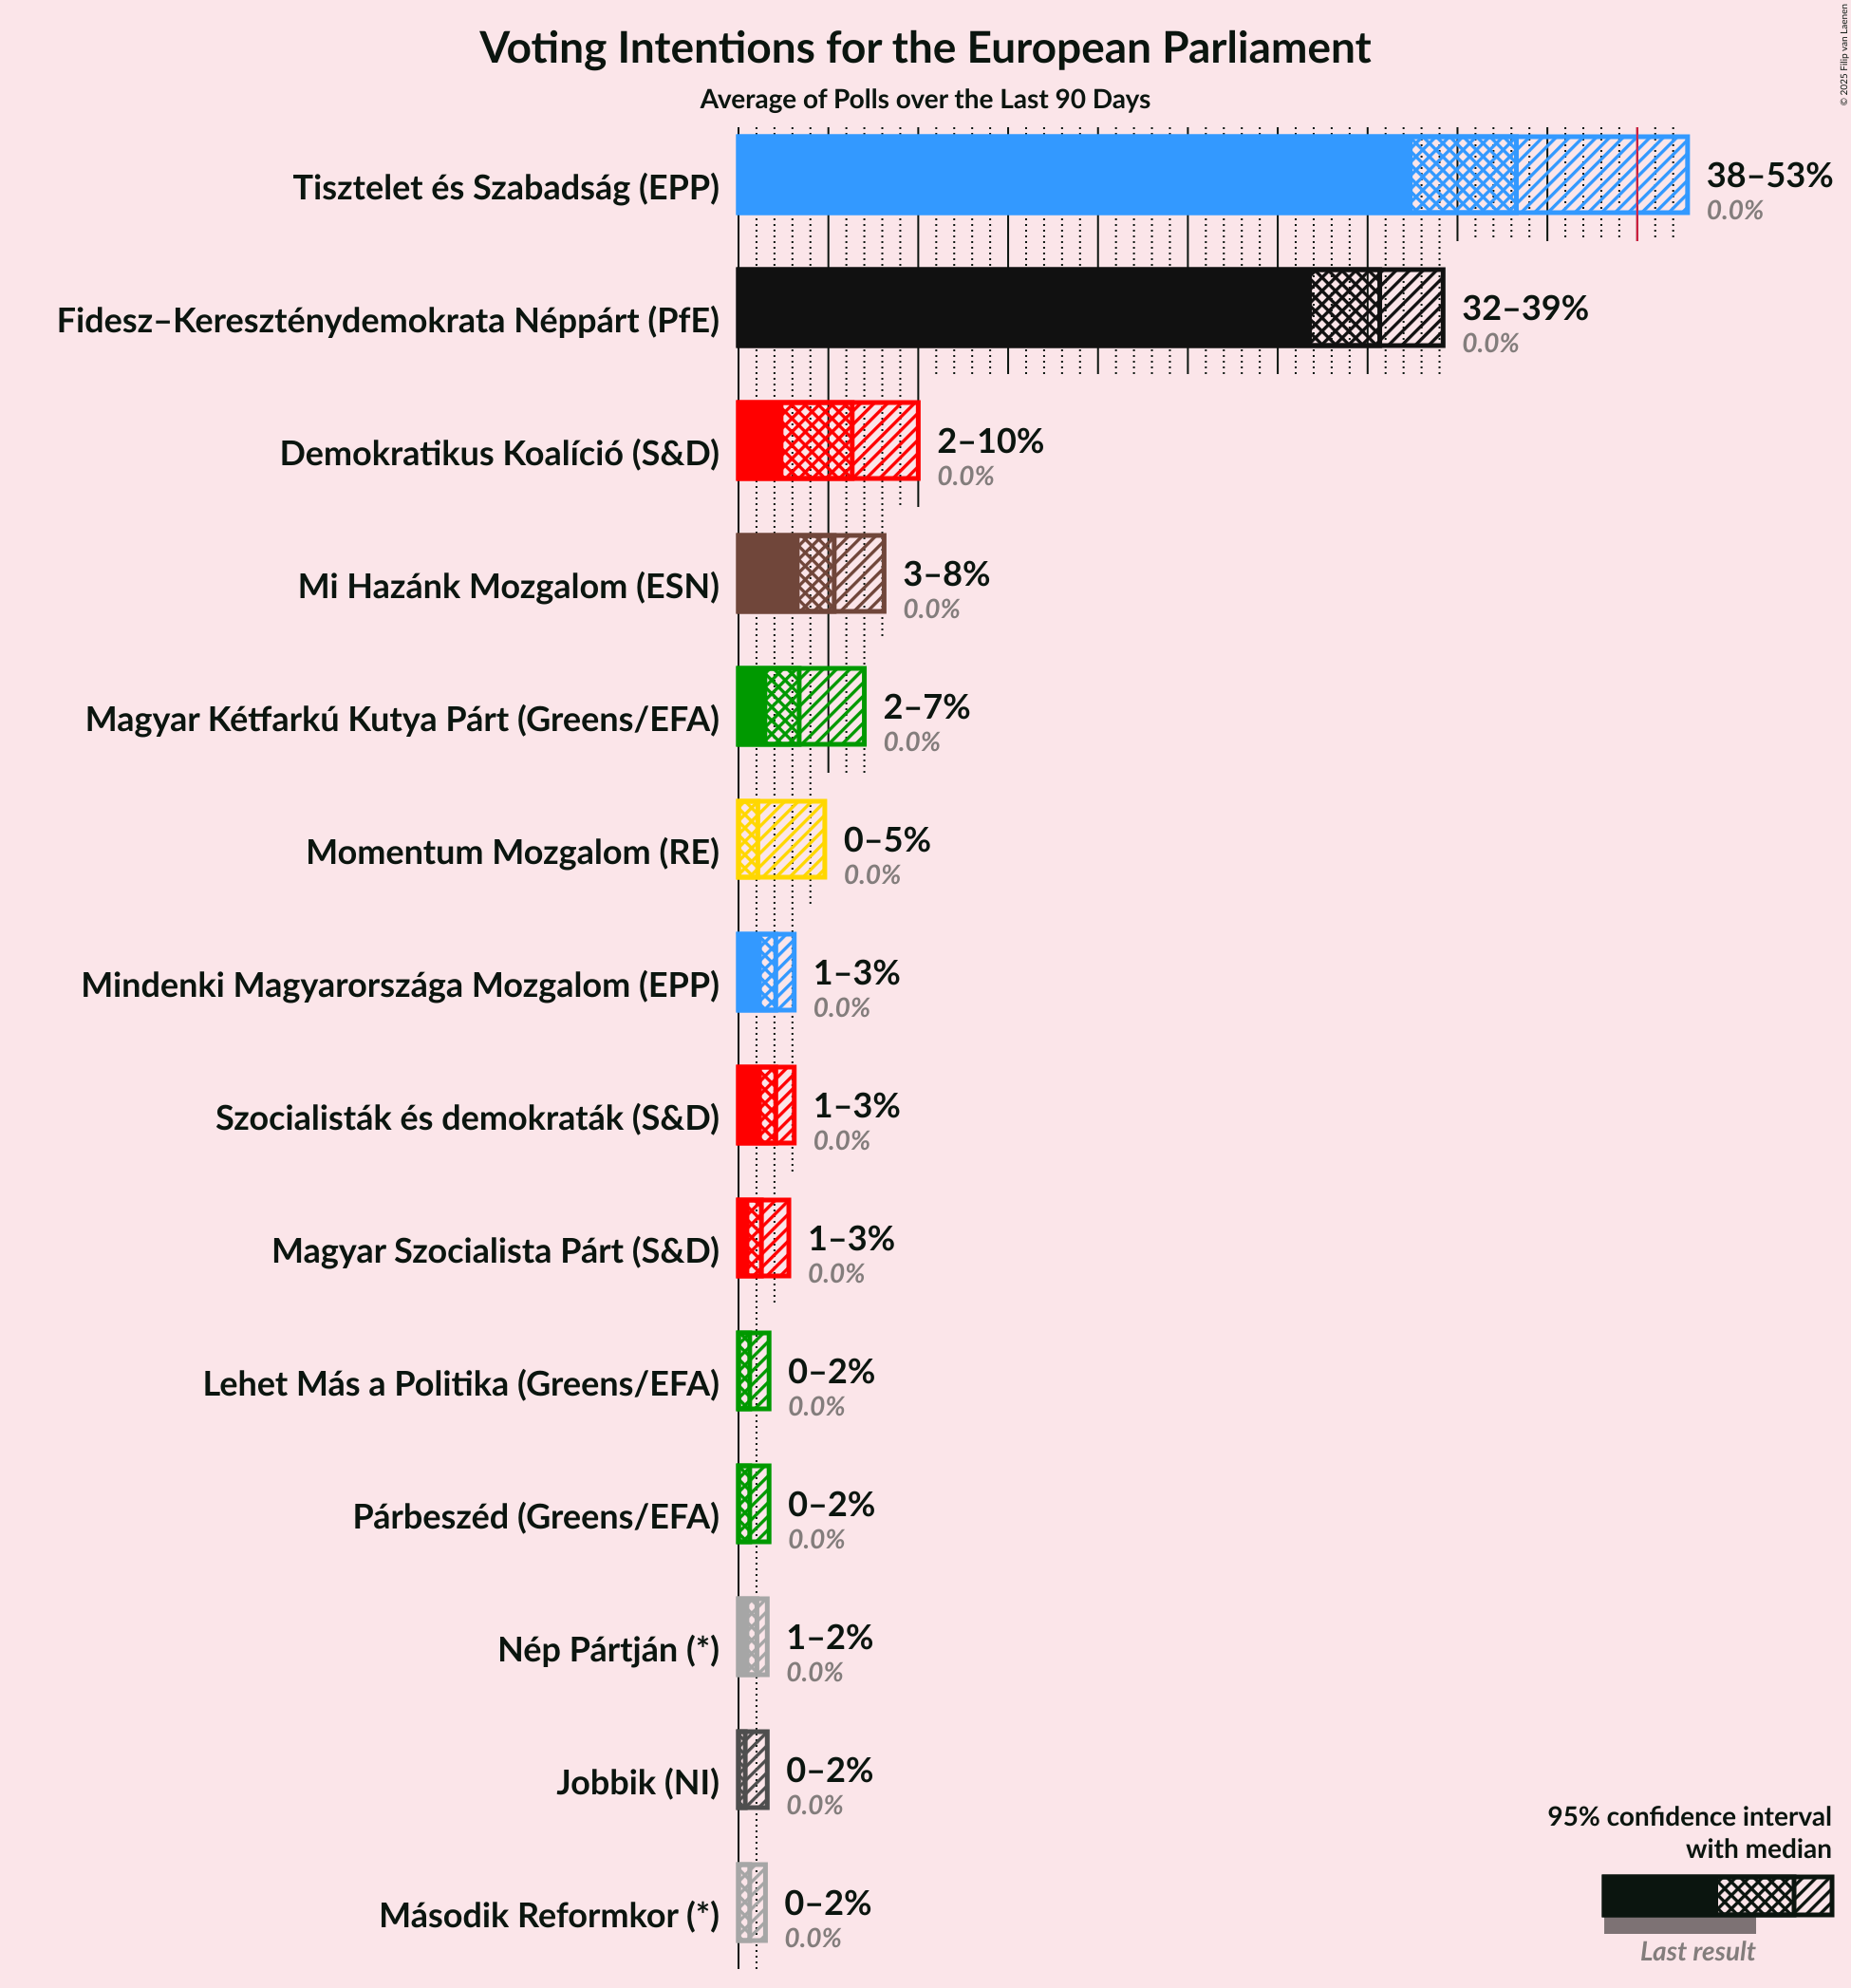 Voting Intentions for the European Parliament
Average of Polls over the Last 90 Days
© 2025 Filip van Laenen
Tisztelet és Szabadság (EPP)
38–53%
0.0%
Fidesz–Kereszténydemokrata Néppárt (PfE)
32–39%
0.0%
Demokratikus Koalíció (S&D)
2–10%
0.0%
Mi Hazánk Mozgalom (ESN)
3–8%
0.0%
Magyar Kétfarkú Kutya Párt (Greens/EFA)
2–7%
0.0%
Momentum Mozgalom (RE)
0–5%
0.0%
Mindenki Magyarországa Mozgalom (EPP)
1–3%
0.0%
Szocialisták és demokraták (S&D)
1–3%
0.0%
Magyar Szocialista Párt (S&D)
1–3%
0.0%
Lehet Más a Politika (Greens/EFA)
0–2%
0.0%
Párbeszéd (Greens/EFA)
0–2%
0.0%
Nép Pártján (*)
1–2%
0.0%
Jobbik (NI)
0–2%
0.0%
Második Reformkor (*)
0–2%
0.0%
95% confidence interval
with median
Last result